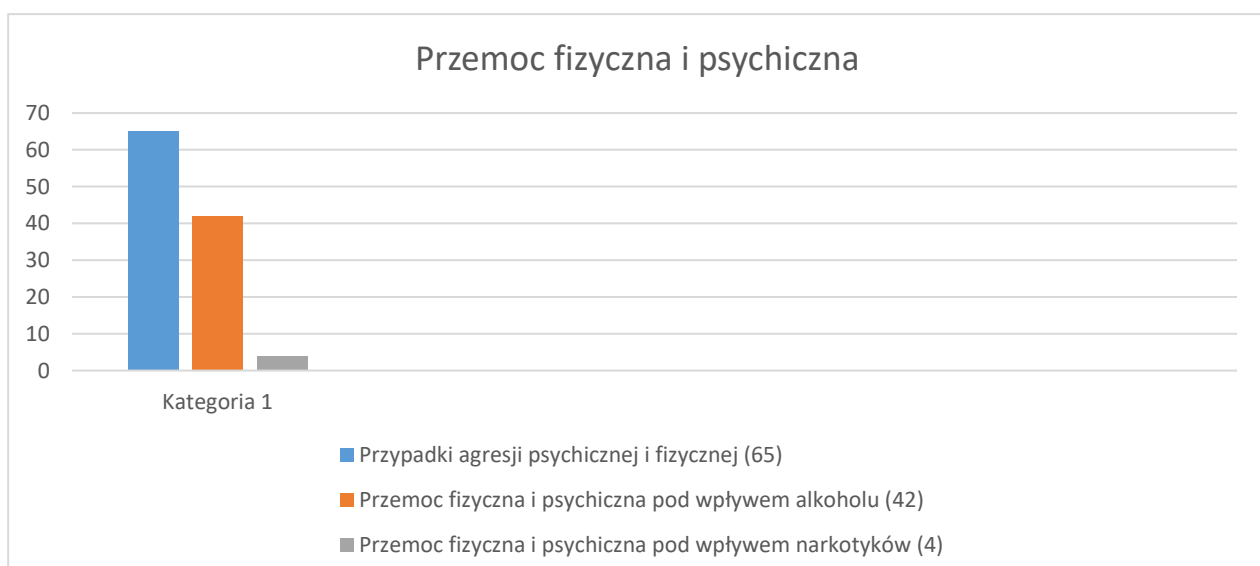 Przemoc fizyczna i psychiczna
70
60
50
40
30
20
10
0
Kategoria 1
Przypadki agresji psychicznej i fizycznej (65)
Przemoc fizyczna i psychiczna pod wpływem alkoholu (42)
Przemoc fizyczna i psychiczna pod wpływem narkotyków (4)